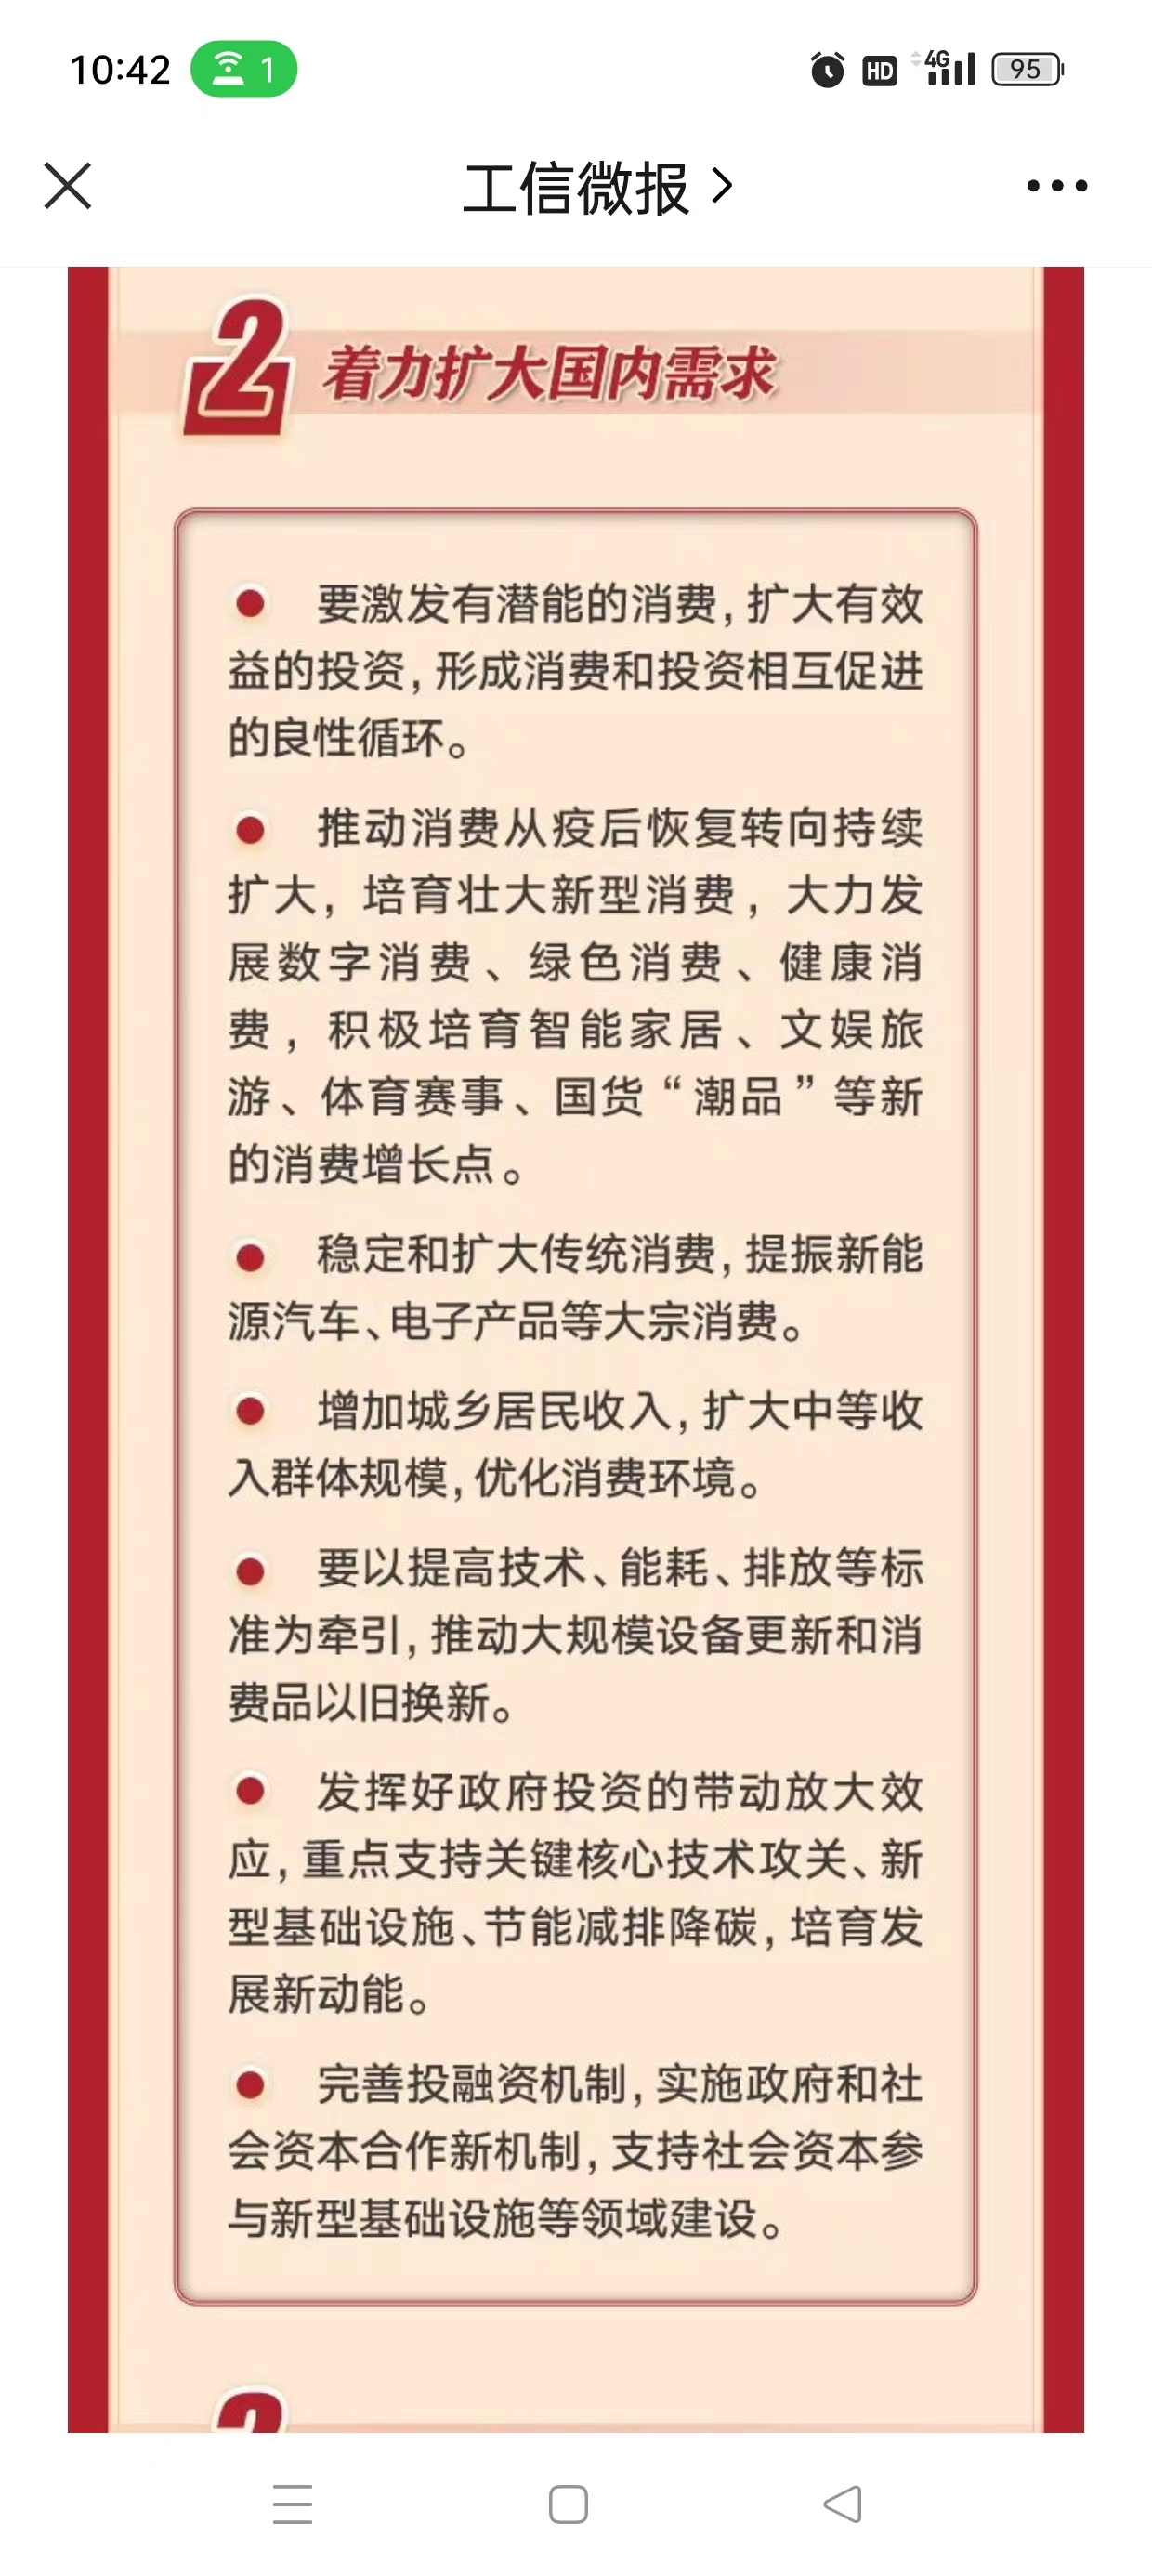 10:42
1
HD
4G
95
工信微报
2
着力扩大国内需求
要激发有潜能的消费，扩大有效
益的投资，形成消费和投资相互促进
的良性循环。
推动消费从疫后恢复转向持续
扩大，培育壮大新型消费，大力发
展数字消费、绿色消费、健康消
费，积极培育智能家居、文娱旅
游、体育赛事、国货“潮品”等新
的消费增长点。
稳定和扩大传统消费，提振新能
源汽车、电子产品等大宗消费。
增加城乡居民收入，扩大中等收
入群体规模，优化消费环境。
要以提高技术、能耗、排放等标
准为牵引，推动大规模设备更新和消
费品以旧换新。
发挥好政府投资的带动放大效
应，重点支持关键核心技术攻关、新
型基础设施、节能减排降碳，培育发
展新动能。
完善投融资机制，实施政府和社
会资本合作新机制，支持社会资本参
与新型基础设施等领域建设。